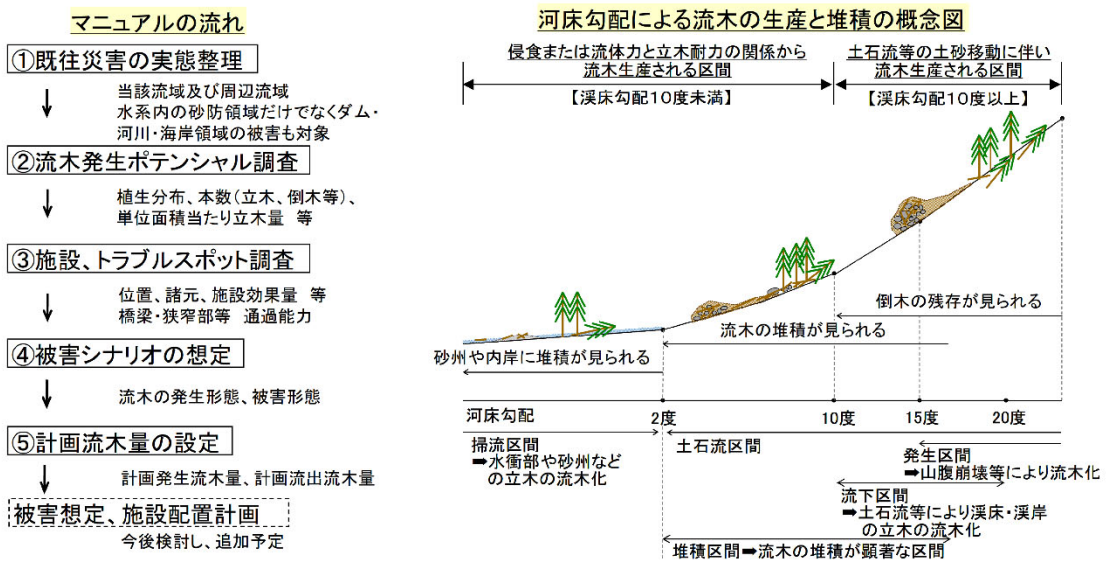 マニュアルの流れ
①既往災害の実態整理
当該流域及び周辺流域
水系内の砂防領域だけでなくダム・
河川・海岸領域の被害も対象
②流木発生ポテンシャル調査
植生分布、本数(立木、倒木等)、
単位面積当たり立木量 等
③施設、トラブルスポット調査
位置、諸元、施設効果量 等
橋梁・狭窄部等 通過能力
④被害シナリオの想定
流木の発生形態、被害形態
⑤計画流木量の設定
計画発生流木量、計画流出流木量
被害想定、施設配置計画
今後検討し、追加予定
河床勾配による流木の生産と堆積の概念図
侵食または流体力と立木耐力の関係から
流木生産される区間
【渓床勾配10度未満】
土石流等の土砂移動に伴い
流木生産される区間
【渓床勾配10度以上】
倒木の残存が見られる
流木の堆積が見られる
砂州や内岸に堆積が見られる
河床勾配 2度 10度 15度 20度
掃流区間
➡水衝部や砂州など
の立木の流木化
土石流区間
発生区間
➡山腹崩壊等により流木化
流下区間
➡土石流等により渓床・渓岸
の立木の流木化
堆積区間➡流木の堆積が顕著な区間